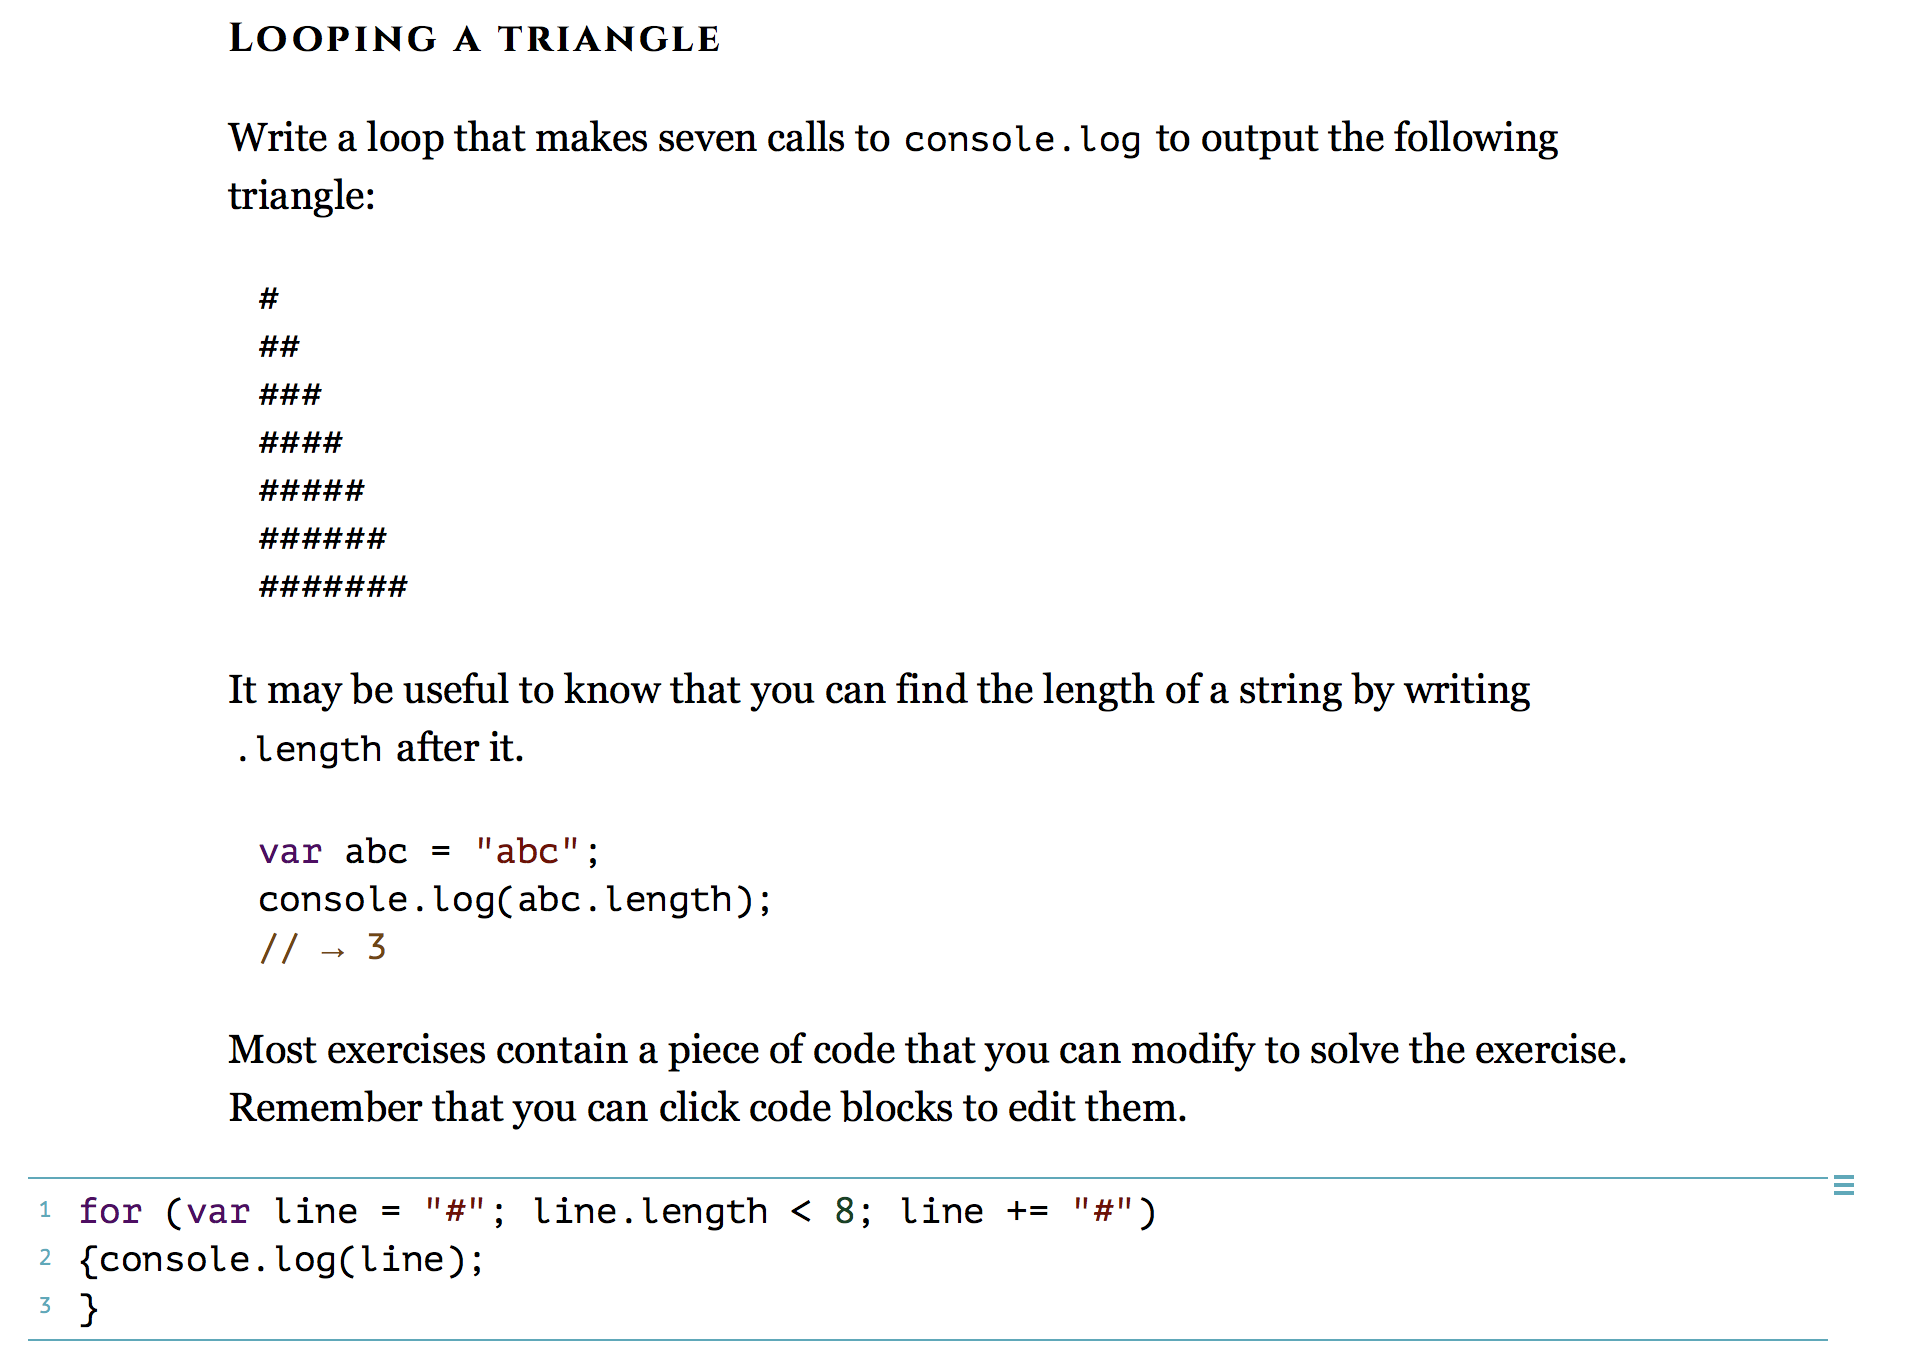 LOOPING A TRIANGLE
Write a loop that makes seven calls to console.log to output the following
triangle:
#
##
###
####
#####
######
#######
It may be useful to know that you can find the length of a string by writing
.length after it.
var abc = "abc";
console.log(abc.length);
// → 3
Most exercises contain a piece of code that you can modify to solve the exercise.
Remember that you can click code blocks to edit them.
1 for (var line = "#"; line.length < 8; line += "#")
2 {console.log(line);
3 }